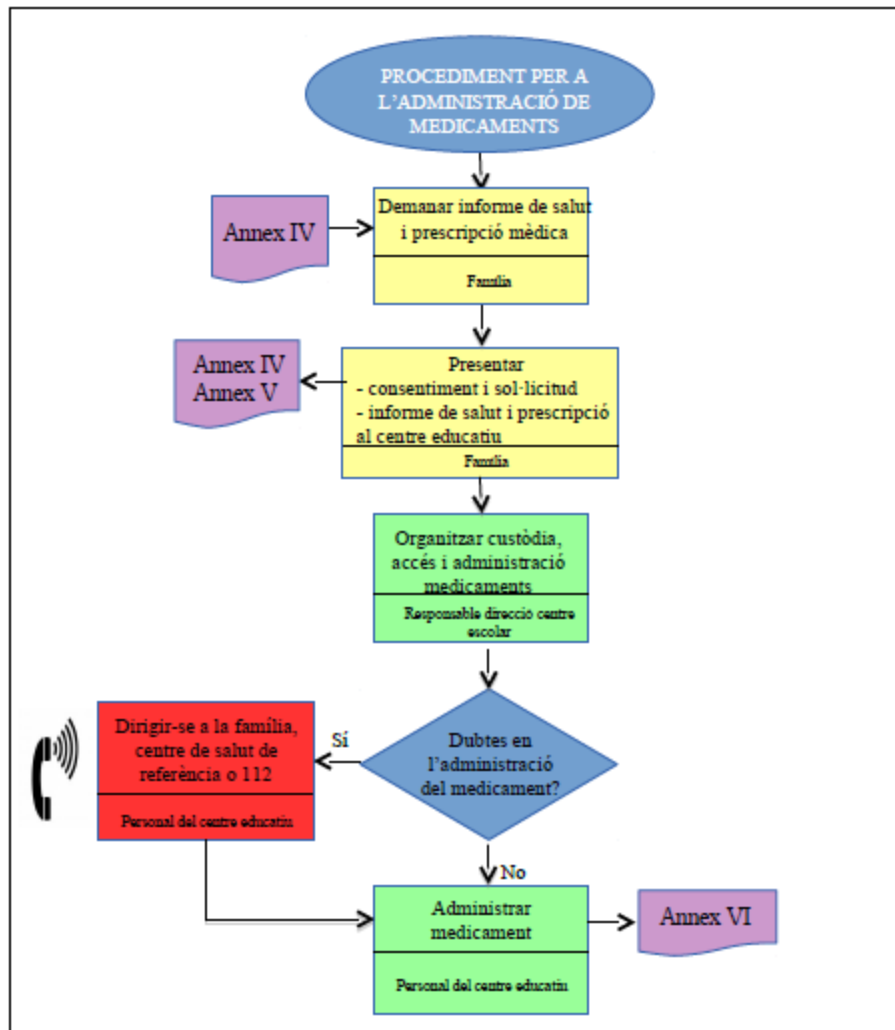 PROCEDIMENT PER A
L'ADMINISTRACIÓ DE
MEDICAMENTS
Annex IV
Demanar informe de salut
i prescripció mèdica
Família
Annex IV
Annex V
Presentar
- consentiment i sol·licitud
- informe de salut i prescripció
al centre educatiu
Família
Organitzar custòdia,
accés i administració
medicaments
Responsable direcció centre
escolar
Dirigir-se a la família,
centre de salut de
referència o 112
Personal del centre educatiu
Sí
Dubtes en
l'administració
del medicament?
No
Administrar
medicament
Personal del centre educatiu
Annex VI